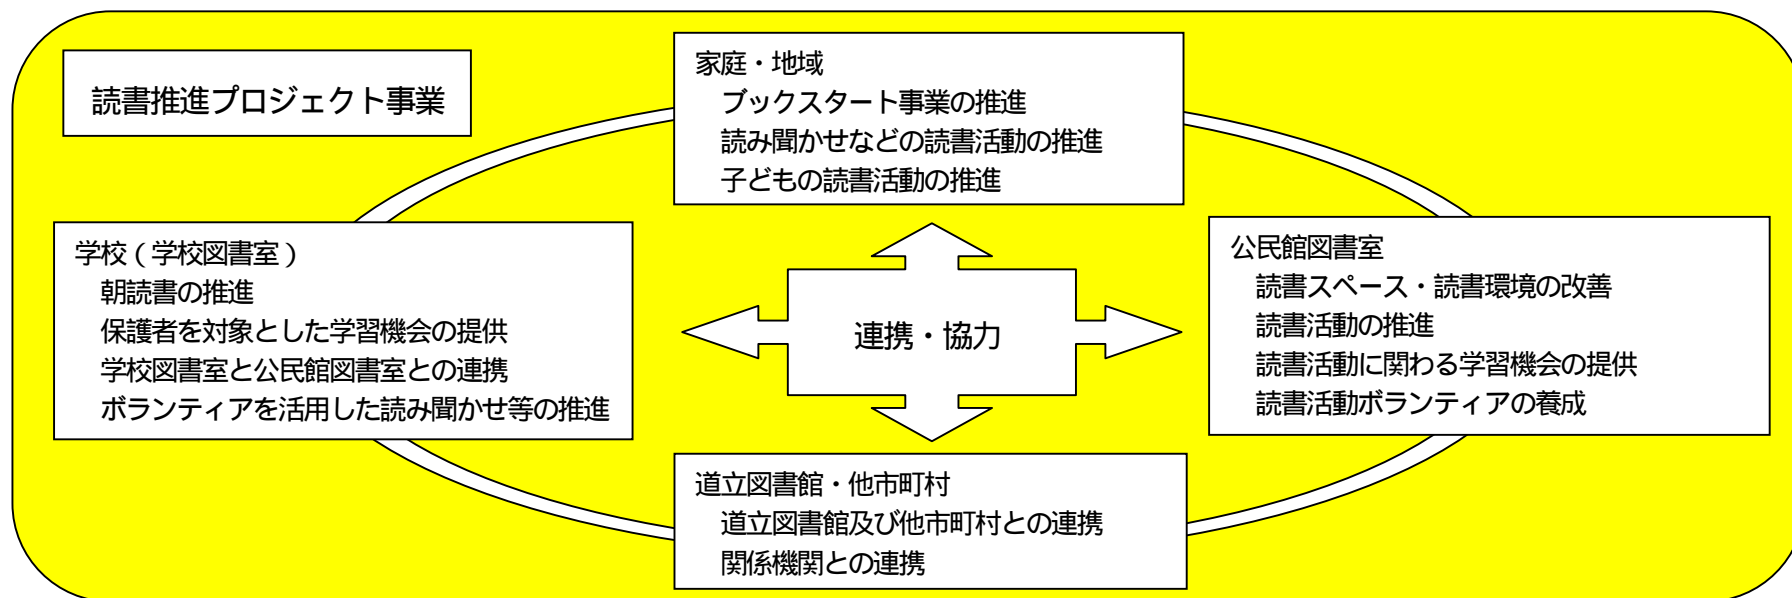 読書推進プロジェクト事業
家庭・地域
ブックスタート事業の推進
読み聞かせなどの読書活動の推進
子どもの読書活動の推進
学校（学校図書室）
朝読書の推進
保護者を対象とした学習機会の提供
学校図書室と公民館図書室との連携
ボランティアを活用した読み聞かせ等の推進
連携・協力
公民館図書室
読書スペース・読書環境の改善
読書活動の推進
読書活動に関わる学習機会の提供
読書活動ボランティアの養成
道立図書館・他市町村
道立図書館及び他市町村との連携
関係機関との連携